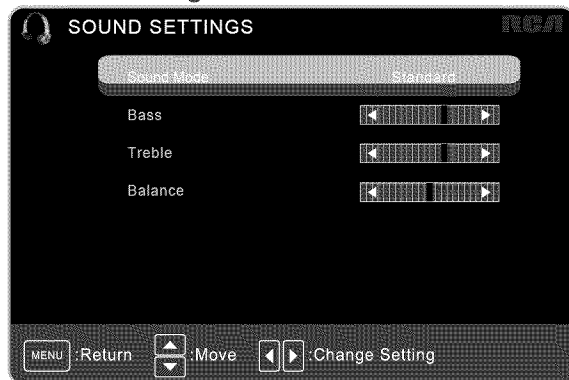 SOUND SETTINGS
RCA
Sound Mode Standard
Bass
Treble
Balance
MENU :Return :Move :Change Setting